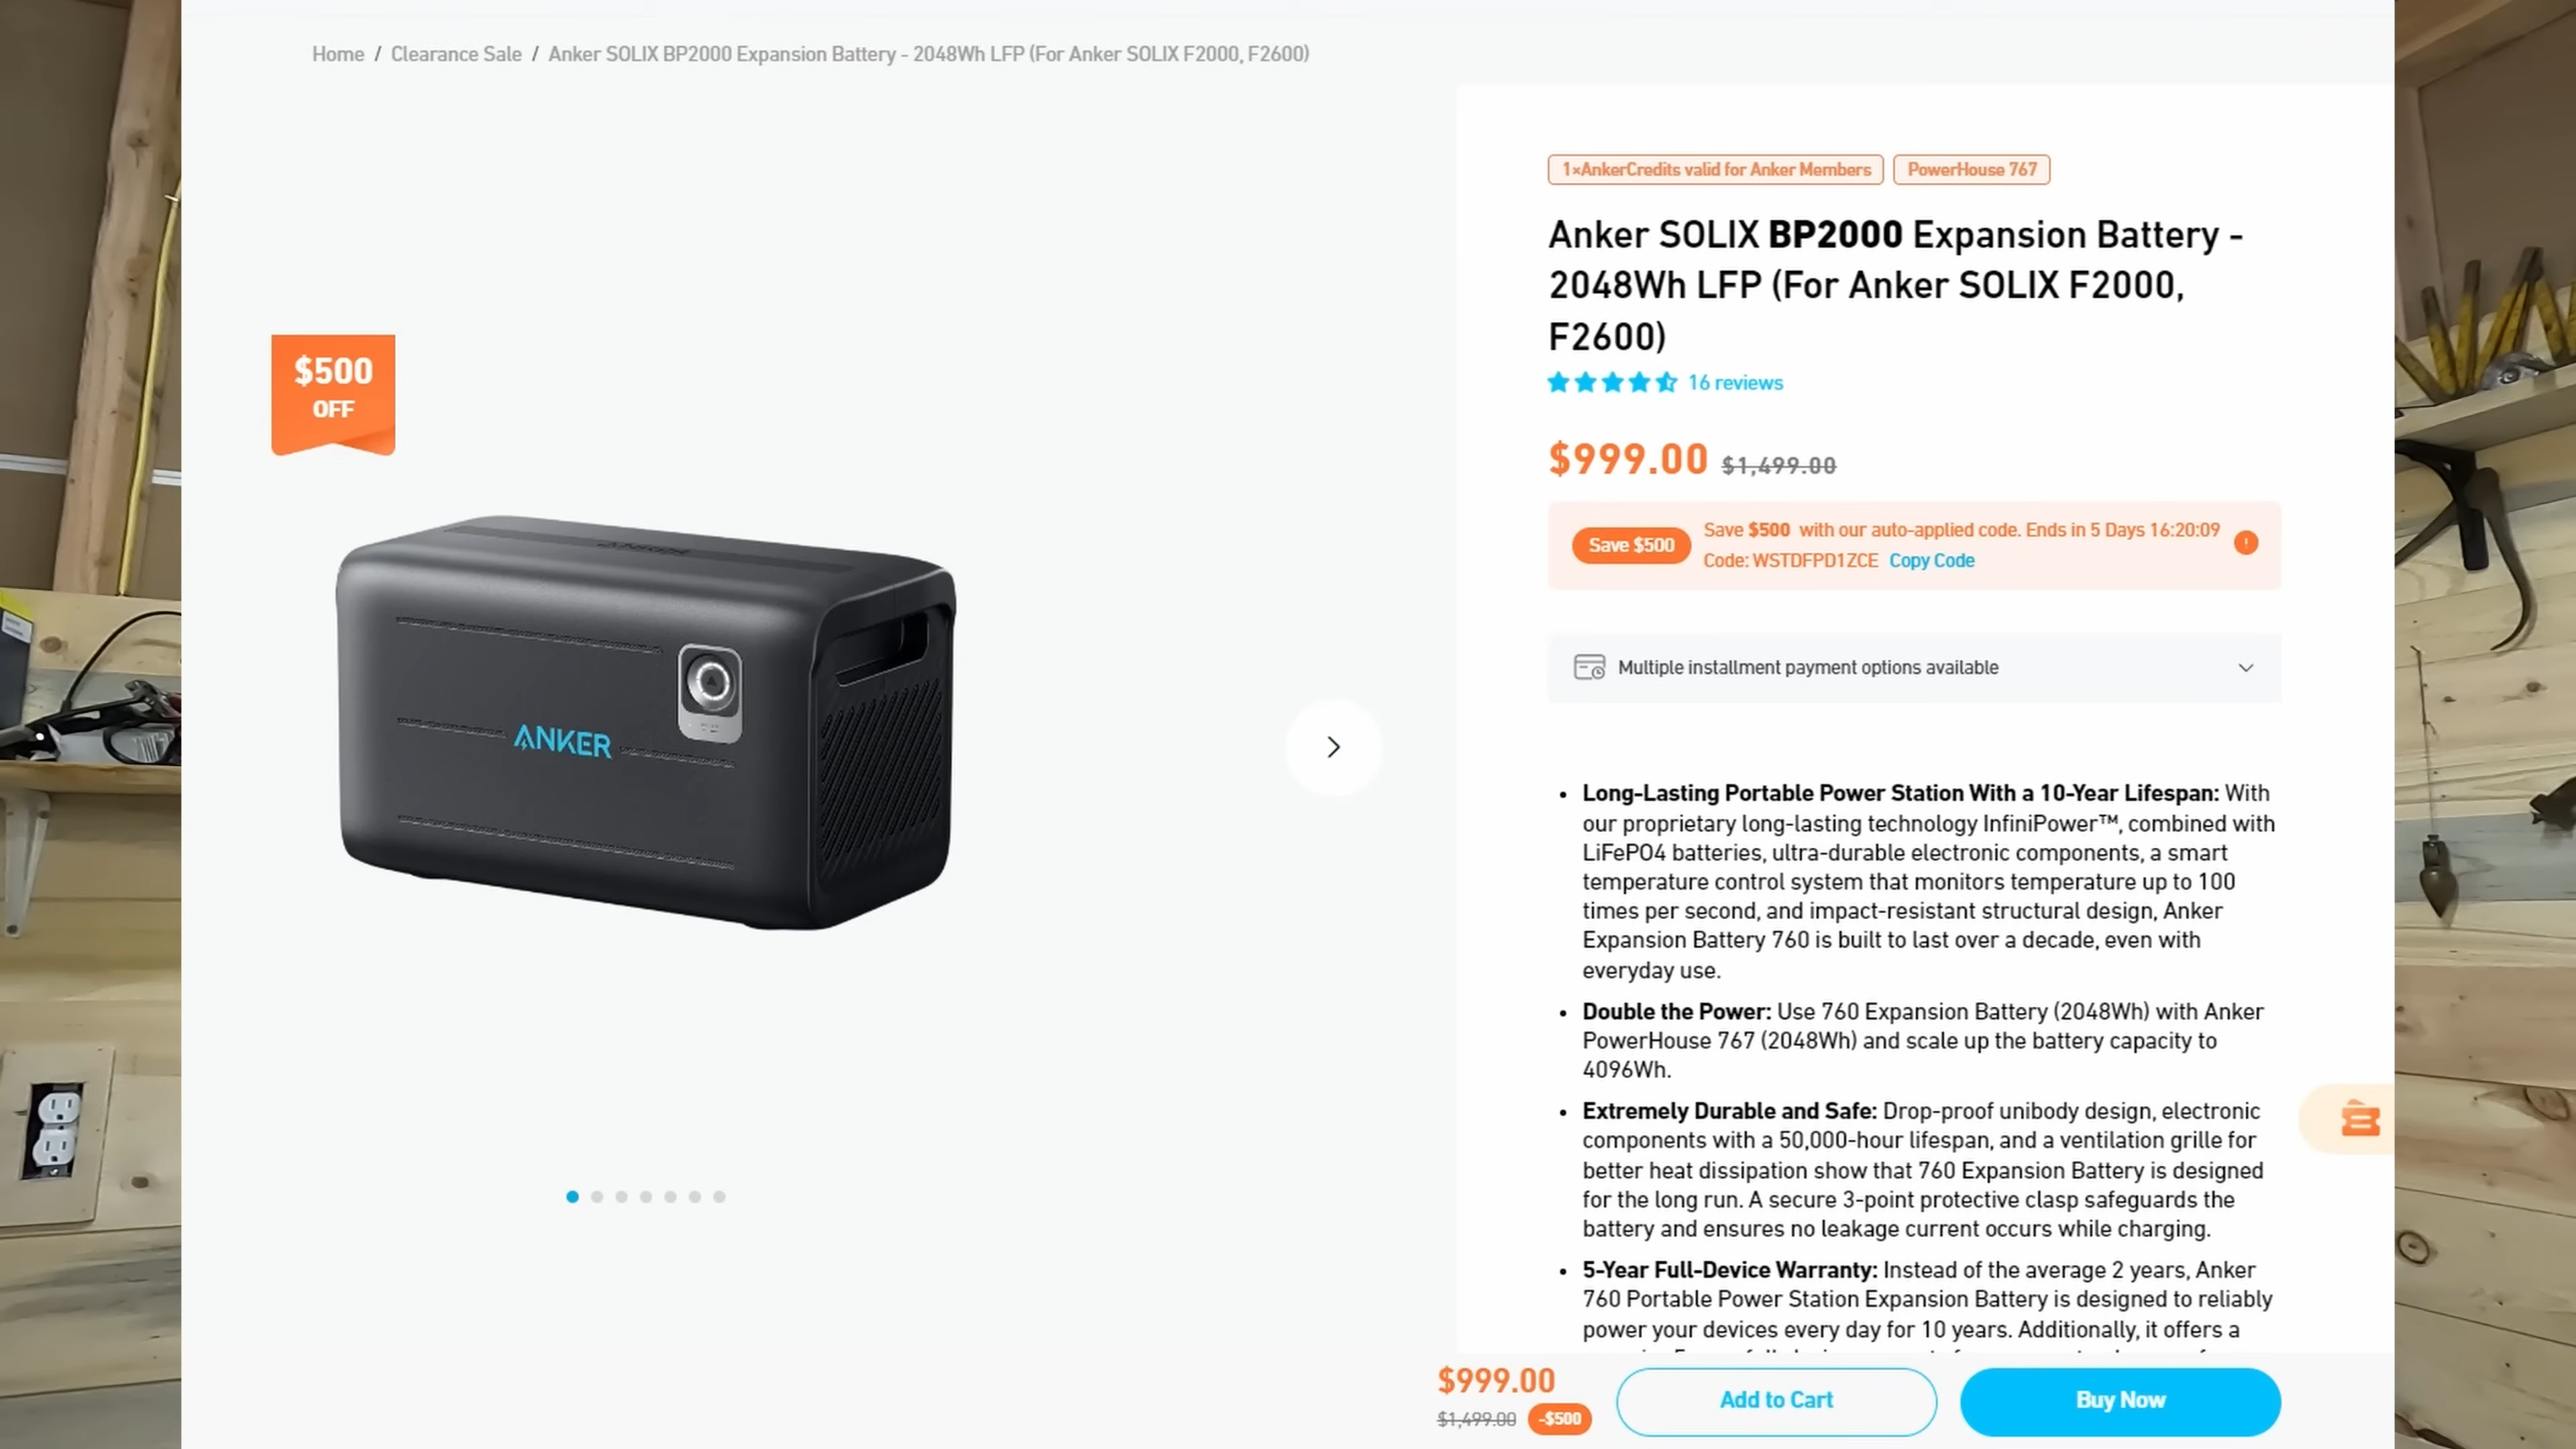 Home / Clearance Sale / Anker SOLIX BP2000 Expansion Battery - 2048Wh LFP (For Anker SOLIX F2000, F2600)
1×AnkerCredits valid for Anker Members
PowerHouse 767
Anker SOLIX BP2000 Expansion Battery -
2048Wh LFP (For Anker SOLIX F2000,
F2600)
16 reviews
$500
OFF
$999.00 $1,499.00
Save $500
Save $500 with our auto-applied code. Ends in 5 Days 16:20:09
Code: WSTDFPD1ZCE Copy Code
Multiple installment payment options available
ANKER
• Long-Lasting Portable Power Station With a 10-Year Lifespan: With
our proprietary long-lasting technology InfiniPower™, combined with
LiFePO4 batteries, ultra-durable electronic components, a smart
temperature control system that monitors temperature up to 100
times per second, and impact-resistant structural design, Anker
Expansion Battery 760 is built to last over a decade, even with
everyday use.
• Double the Power: Use 760 Expansion Battery (2048Wh) with Anker
PowerHouse 767 (2048Wh) and scale up the battery capacity to
4096Wh.
• Extremely Durable and Safe: Drop-proof unibody design, electronic
components with a 50,000-hour lifespan, and a ventilation grille for
better heat dissipation show that 760 Expansion Battery is designed
for the long run. A secure 3-point protective clasp safeguards the
battery and ensures no leakage current occurs while charging.
• 5-Year Full-Device Warranty: Instead of the average 2 years, Anker
760 Portable Power Station Expansion Battery is designed to reliably
power your devices every day for 10 years. Additionally, it offers a
$999.00
$1,499.00 -$500
Add to Cart
Buy Now